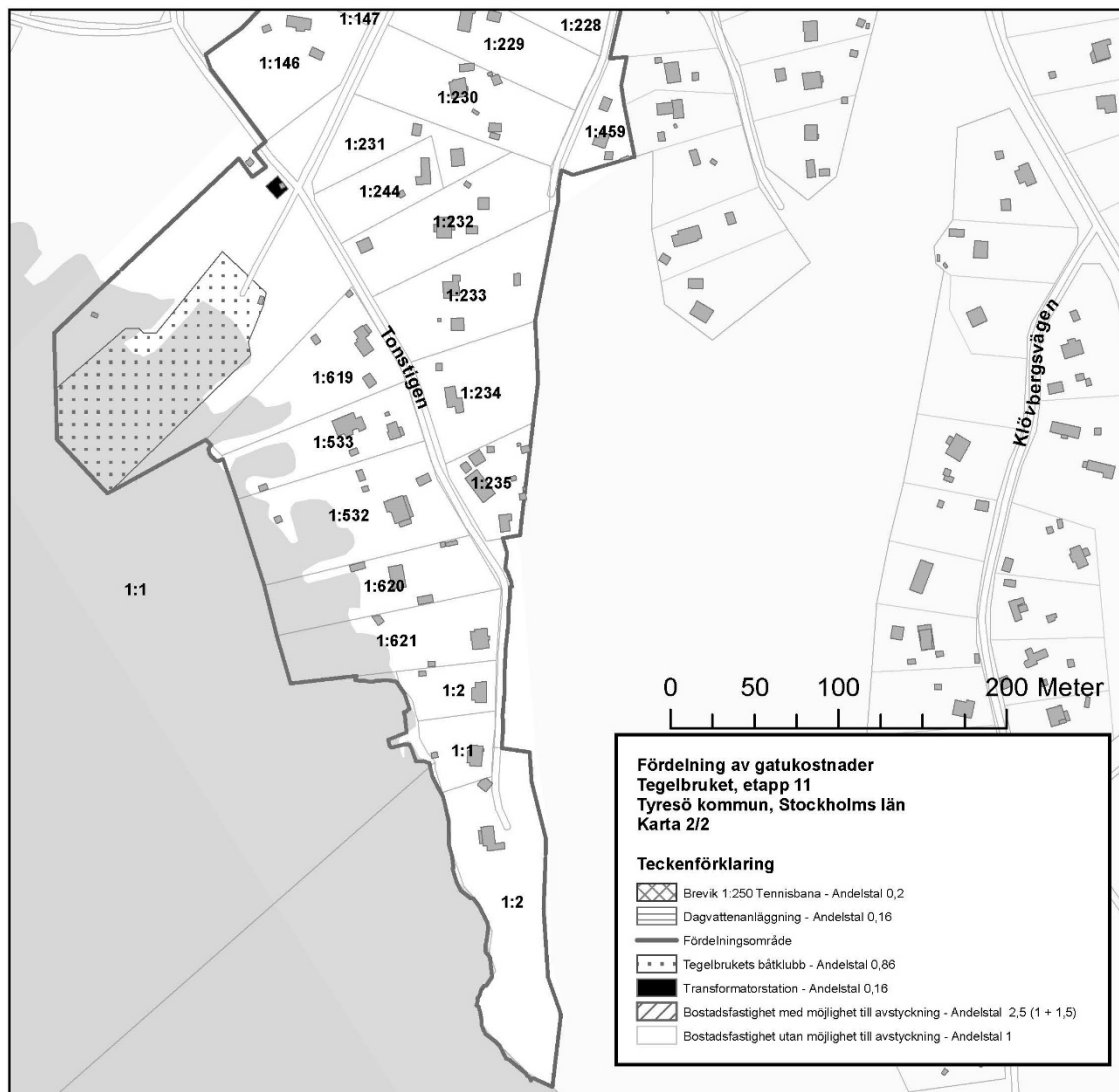 1:147
1:228
1:229
1:146
1:230
1:459
1:231
1:244
1:232
1:233
Tonstigen
Klövbergsvägen
1:619
1:234
1:533
1:235
1:532
1:1
1:620
1:621
1:2
0 50 100 200 Meter
1:1
1:2
Fördelning av gatukostnader
Tegelbruket, etapp 11
Tyresö kommun, Stockholms län
Karta 2/2
Teckenförklaring
Brevik 1:250 Tennisbana - Andelstal 0,2
Dagvattenanläggning - Andelstal 0,16
Fördelningsområde
Tegelbrukets båtklubb - Andelstal 0,86
Transformatorstation - Andelstal 0,16
Bostadsfastighet med möjlighet till avstyckning - Andelstal 2,5 (1 + 1,5)
Bostadsfastighet utan möjlighet till avstyckning - Andelstal 1